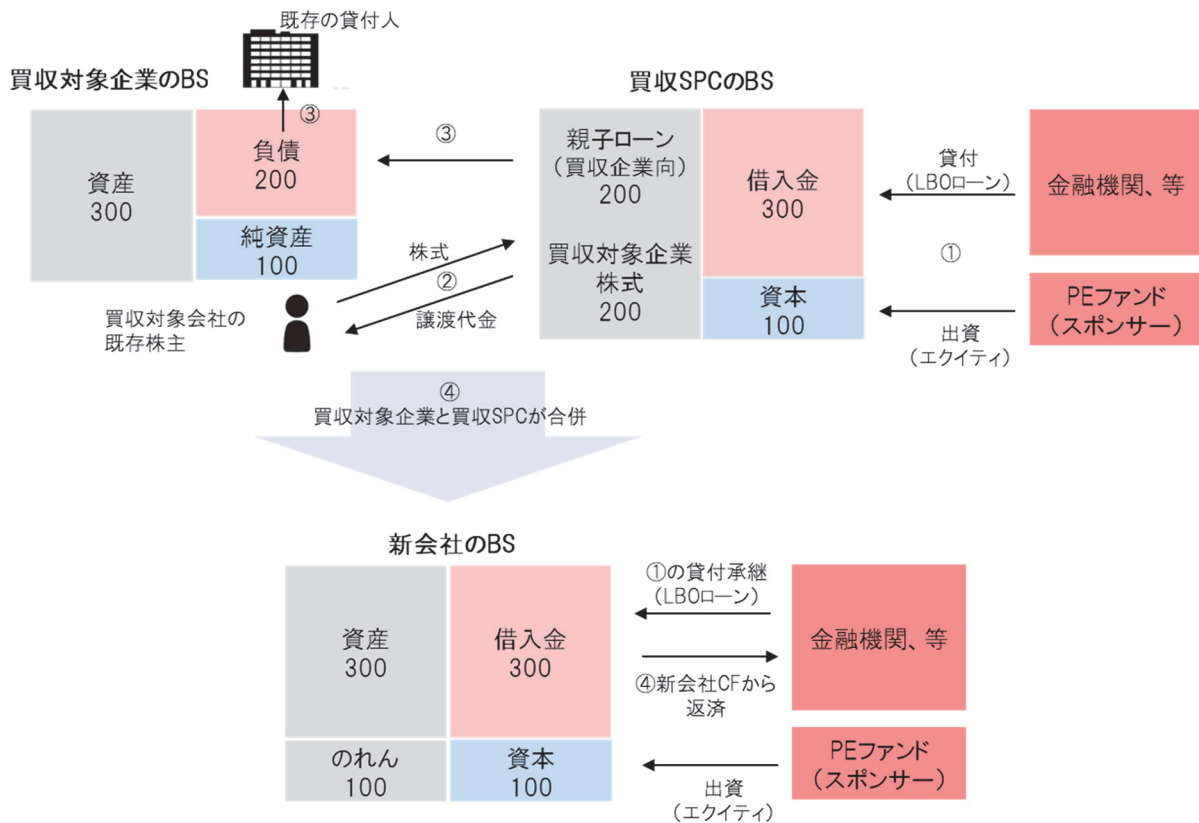 既存の貸付人
買収対象企業のBS
③
資産
300
負債
200
純資産
100
③
株式
②
譲渡代金
買収対象会社の
既存株主
買収SPCのBS
親子ローン
(買収企業向)
200
買収対象企業
株式
200
借入金
300
資本
100
貸付
(LBOローン)
①
出資
(エクイティ)
金融機関、等
PEファンド
(スポンサー)
④
買収対象企業と買収SPCが合併
新会社のBS
資産
300
のれん
100
借入金
300
資本
100
①の貸付承継
(LBOローン)
④新会社CFから
返済
出資
(エクイティ)
金融機関、等
PEファンド
(スポンサー)